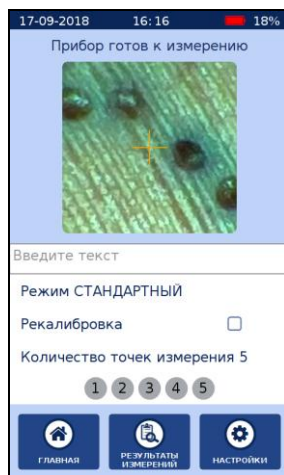 17-09-2018 16:16 18%
Прибор готов к измерению
Введите текст
Режим СТАНДАРТНЫЙ
Рекалибровка
Количество точек измерения 5
1 2 3 4 5
ГЛАВНАЯ
РЕЗУЛЬТАТЫ
ИЗМЕРЕНИЙ
НАСТРОЙКИ